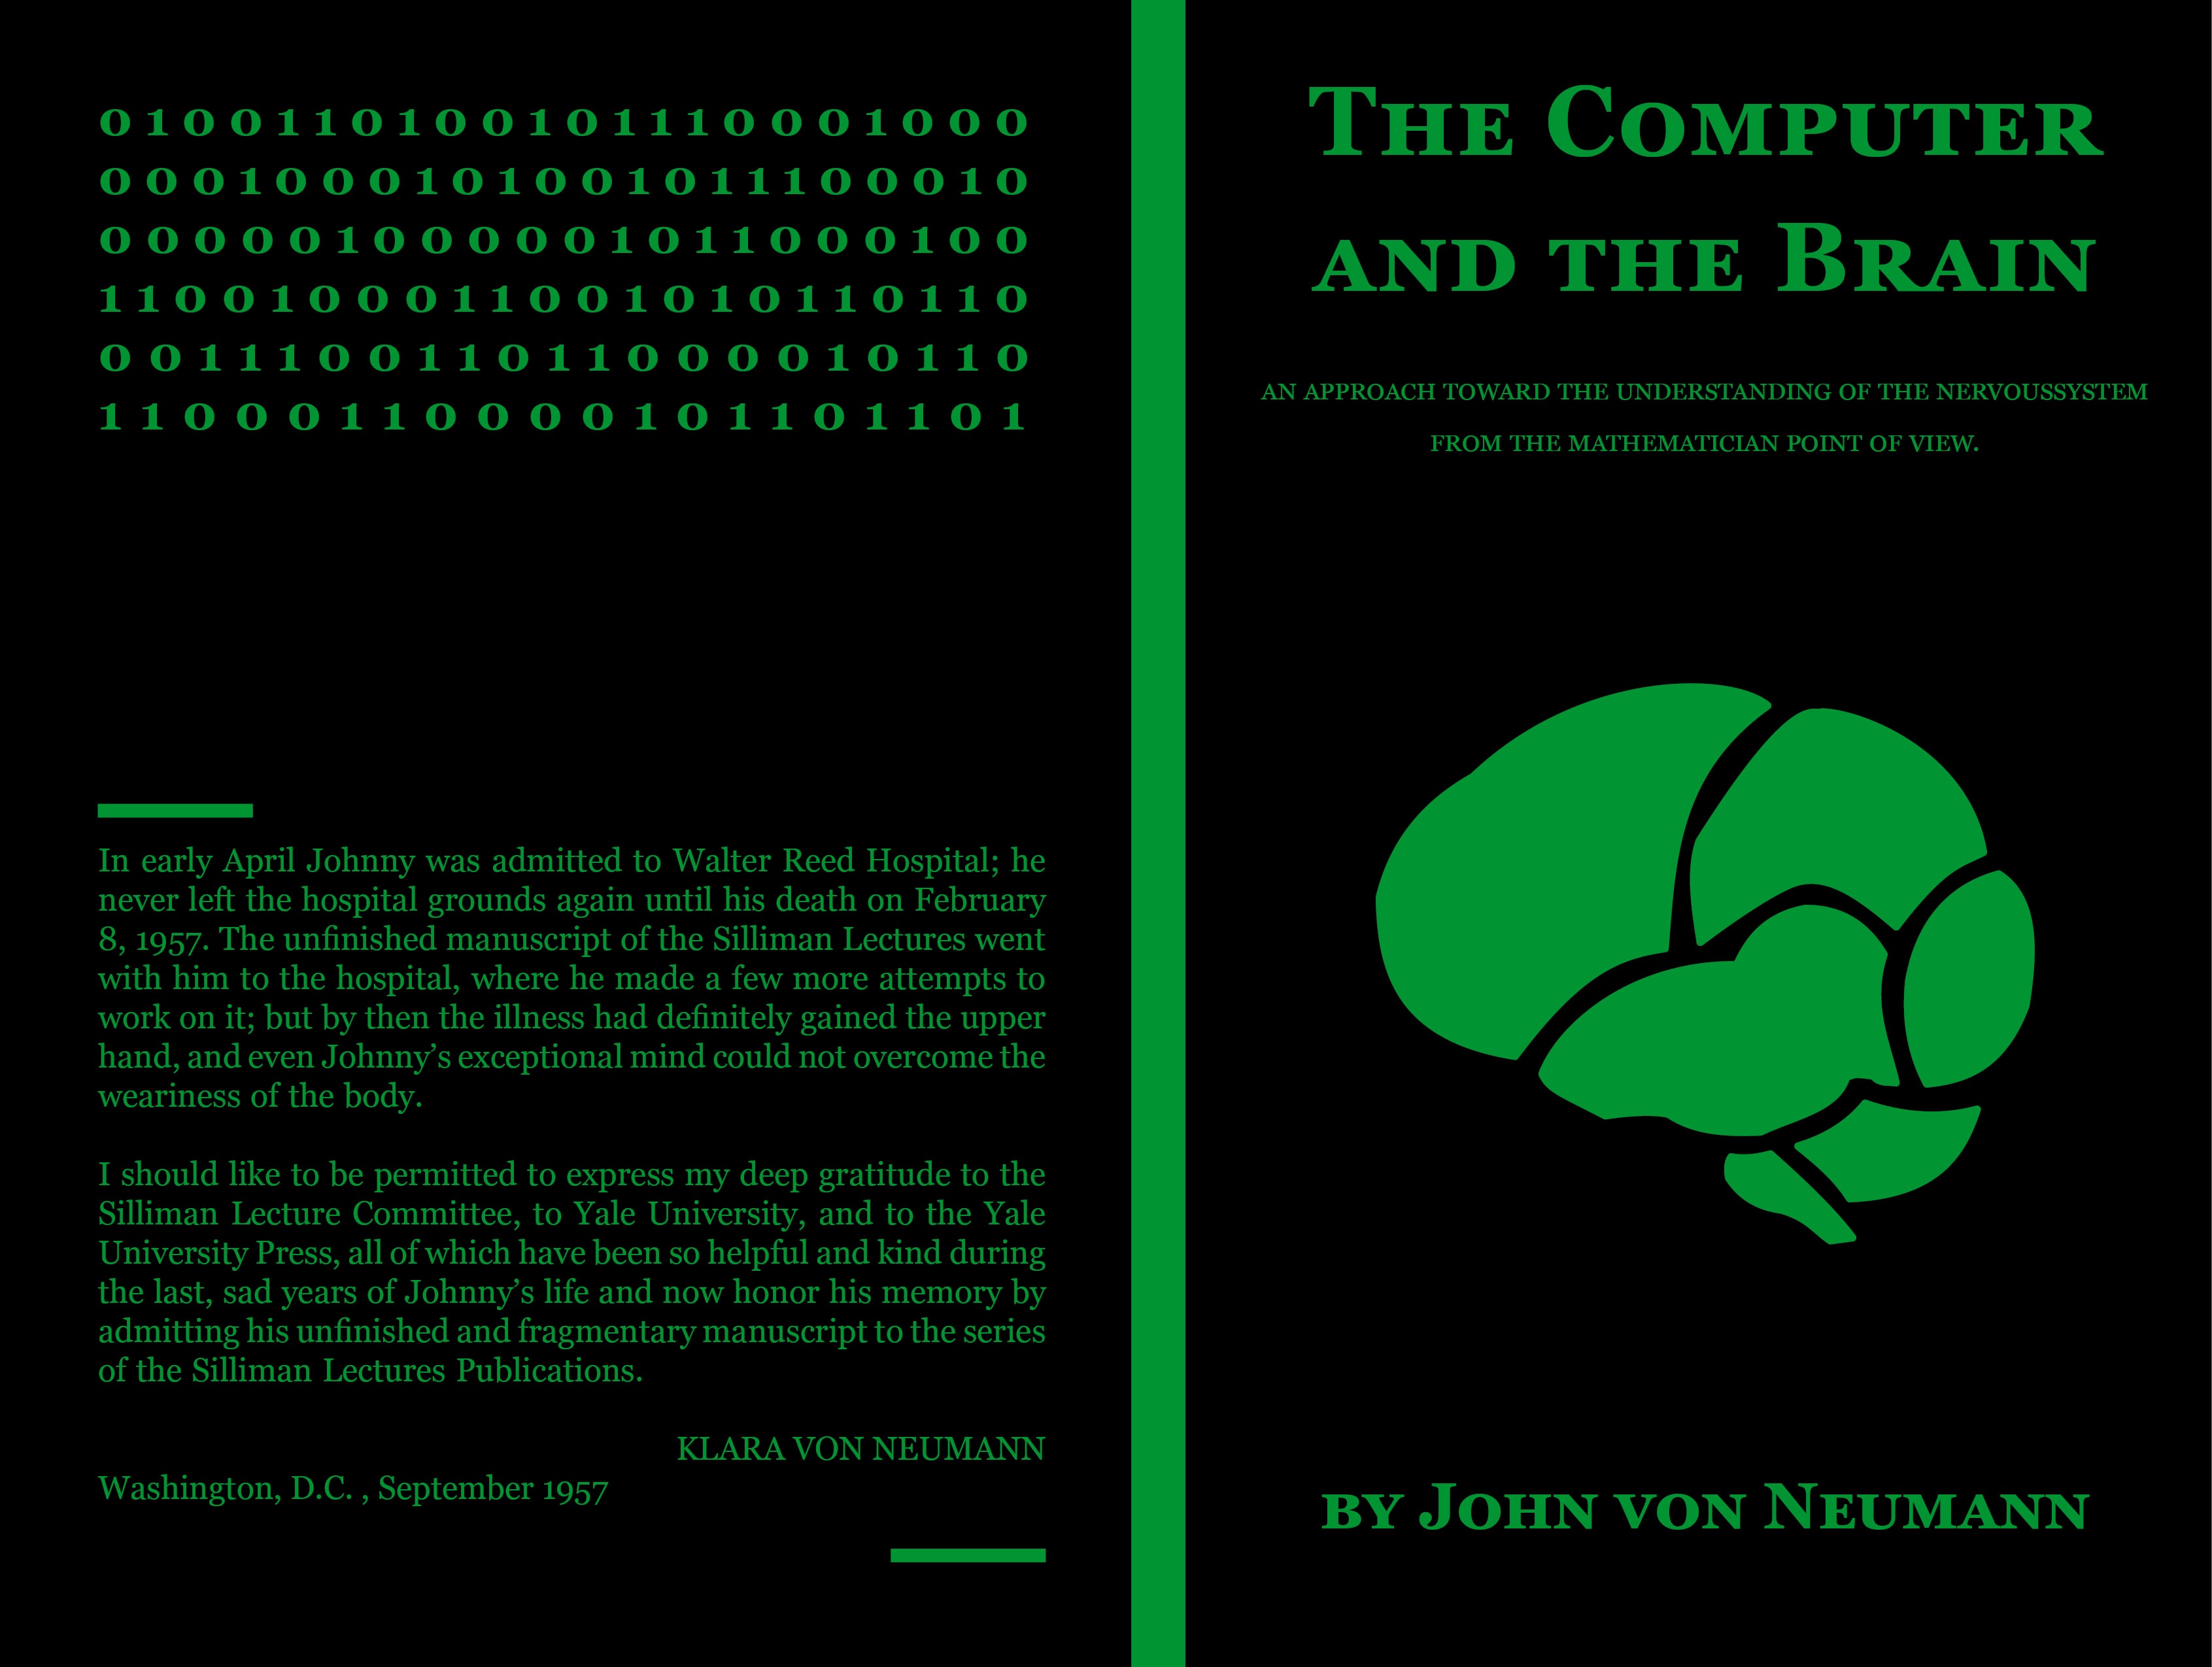 0 1 0 0 1 1 0 1 0 0 1 0 1 1 1 0 0 0 1 0 0 0
0 0 0 1 0 0 0 1 0 1 0 0 1 0 1 1 1 0 0 0 1 0
0 0 0 0 0 1 0 0 0 0 0 1 0 1 1 0 0 0 1 0 0
1 1 0 0 1 0 0 0 1 1 0 0 1 0 1 0 1 1 0 1 1 0
0 0 1 1 1 0 0 1 1 0 1 1 0 0 0 0 1 0 1 1 0
1 1 0 0 0 1 1 0 0 0 0 1 0 1 1 0 1 1 0 1
In early April Johnny was admitted to Walter Reed Hospital; he
never left the hospital grounds again until his death on February
8, 1957. The unfinished manuscript of the Silliman Lectures went
with him to the hospital, where he made a few more attempts to
work on it; but by then the illness had definitely gained the upper
hand, and even Johnny’s exceptional mind could not overcome the
weariness of the body.
I should like to be permitted to express my deep gratitude to the
Silliman Lecture Committee, to Yale University, and to the Yale
University Press, all of which have been so helpful and kind during
the last, sad years of Johnny’s life and now honor his memory by
admitting his unfinished and fragmentary manuscript to the series
of the Silliman Lectures Publications.
KLARA VON NEUMANN
Washington, D.C. , September 1957
The Computer
and the Brain
an approach toward the understanding of the nervoussystem
from the mathematician point of view.
by John von Neumann